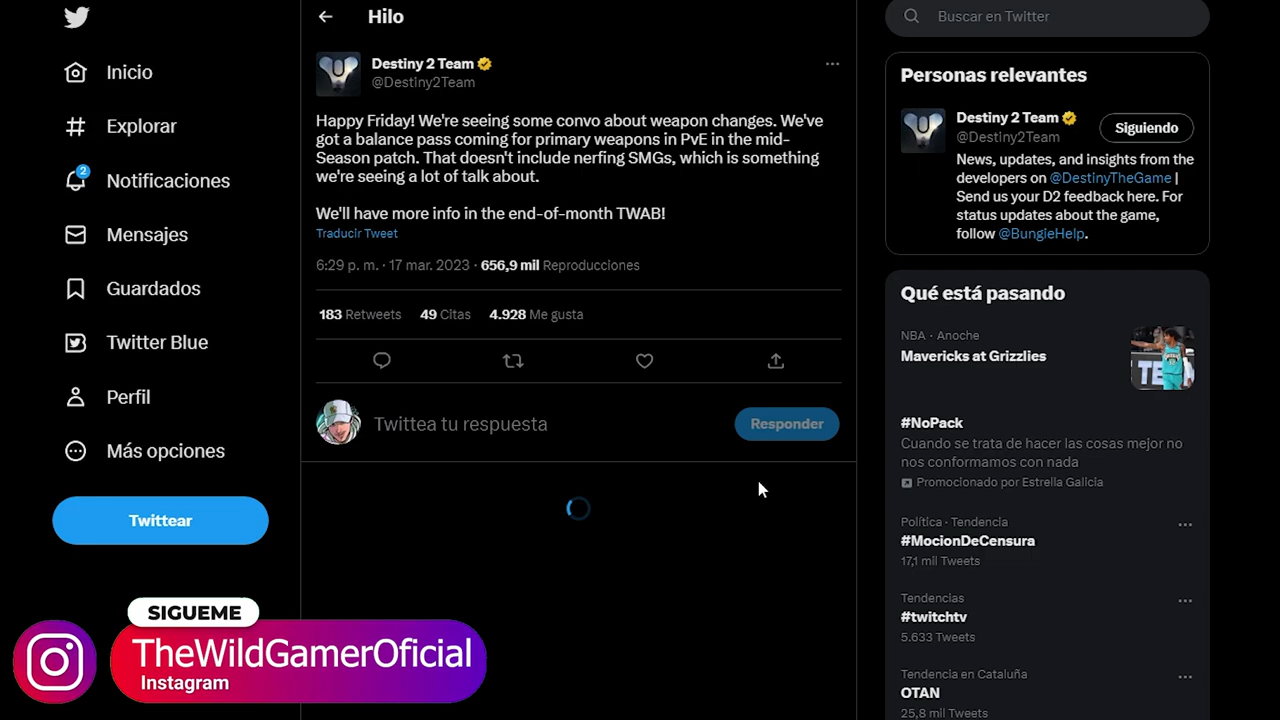 Inicio
Explorar
2
Notificaciones
Mensajes
Guardados
Twitter Blue
Perfil
Más opciones
Twittear
Hilo
Destiny 2 Team
@Destiny2Team
Happy Friday! We're seeing some convo about weapon changes. We've
got a balance pass coming for primary weapons in PvE in the mid-
Season patch. That doesn't include nerfing SMGs, which is something
we're seeing a lot of talk about.
We'll have more info in the end-of-month TWAB!
Traducir Tweet
6:29 p. m. · 17 mar. 2023 · 656,9 mil Reproducciones
183 Retweets 49 Citas 4.928 Me gusta
Twittea tu respuesta
Responder
Buscar en Twitter
Personas relevantes
Destiny 2 Team
@Destiny2Team
Siguiendo
News, updates, and insights from the
developers on @DestinyTheGame |
Send us your D2 feedback here. For
status updates about the game,
follow @BungieHelp.
Qué está pasando
NBA · Anoche
Mavericks at Grizzlies
#NoPack
Cuando se trata de hacer las cosas mejor no
nos conformamos con nada
Promocionado por Estrella Galicia
Política · Tendencia
#MocionDeCensura
17,1 mil Tweets
Tendencias
#twitchtv
5.633 Tweets
Tendencia en Cataluña
OTAN
25,8 mil Tweets
SIGUEME
TheWildGamerOficial
Instagram